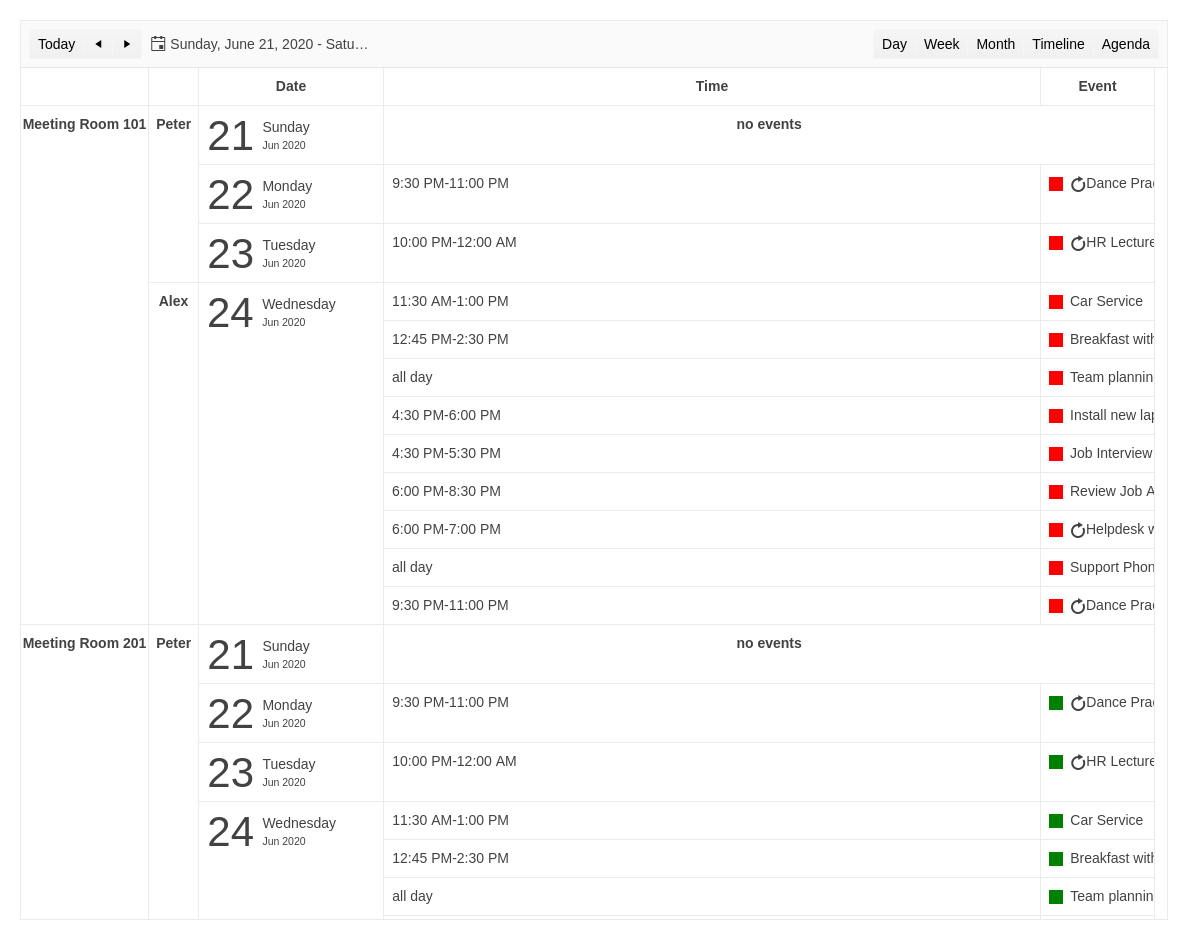 Today Sunday, June 21, 2020 - Satu… Day Week Month Timeline Agenda
Date Time Event
Meeting Room 101 Peter 21 Sunday no events
Jun 2020
22 Monday 9:30 PM-11:00 PM Dance Prac
Jun 2020
23 Tuesday 10:00 PM-12:00 AM HR Lecture
Jun 2020
Alex 24 Wednesday 11:30 AM-1:00 PM Car Service
Jun 2020
12:45 PM-2:30 PM Breakfast with
all day Team plannin
4:30 PM-6:00 PM Install new lap
4:30 PM-5:30 PM Job Interview
6:00 PM-8:30 PM Review Job A
6:00 PM-7:00 PM Helpdesk w
all day Support Phon
9:30 PM-11:00 PM Dance Prac
Meeting Room 201 Peter 21 Sunday no events
Jun 2020
22 Monday 9:30 PM-11:00 PM Dance Prac
Jun 2020
23 Tuesday 10:00 PM-12:00 AM HR Lecture
Jun 2020
24 Wednesday 11:30 AM-1:00 PM Car Service
Jun 2020
12:45 PM-2:30 PM Breakfast with
all day Team plannin